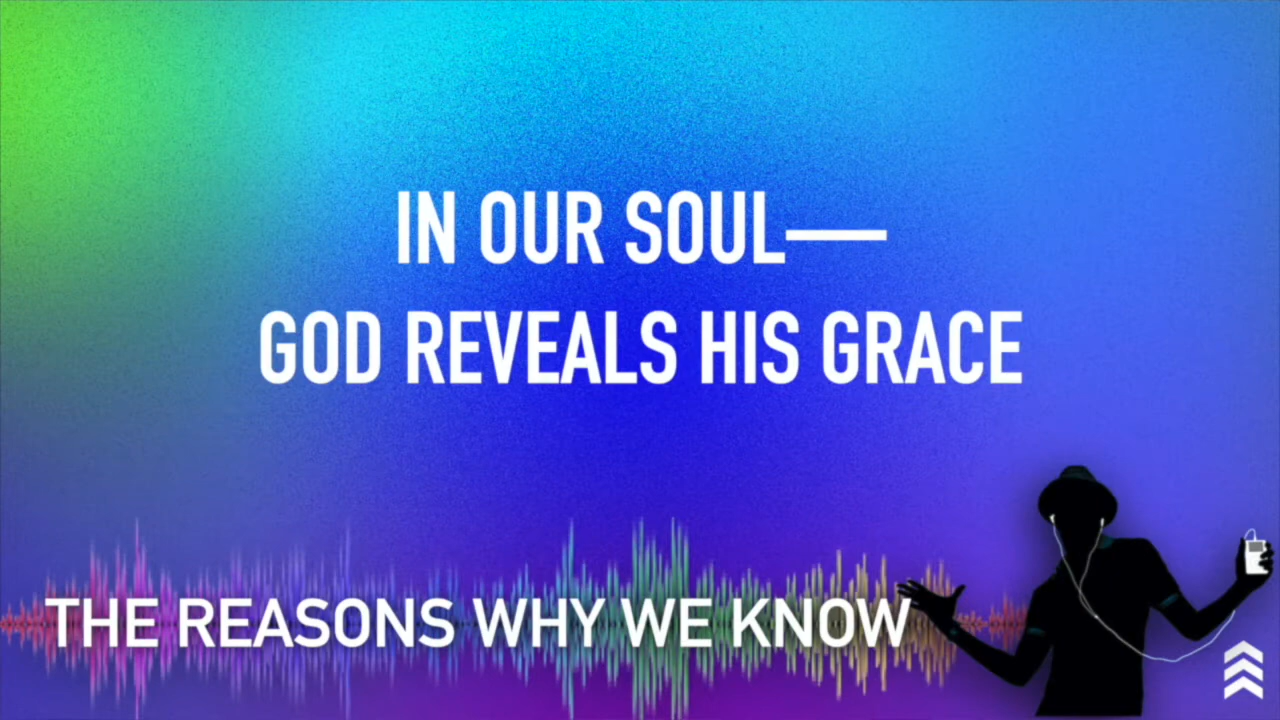 IN OUR SOUL—
GOD REVEALS HIS GRACE
THE REASONS WHY WE KNOW